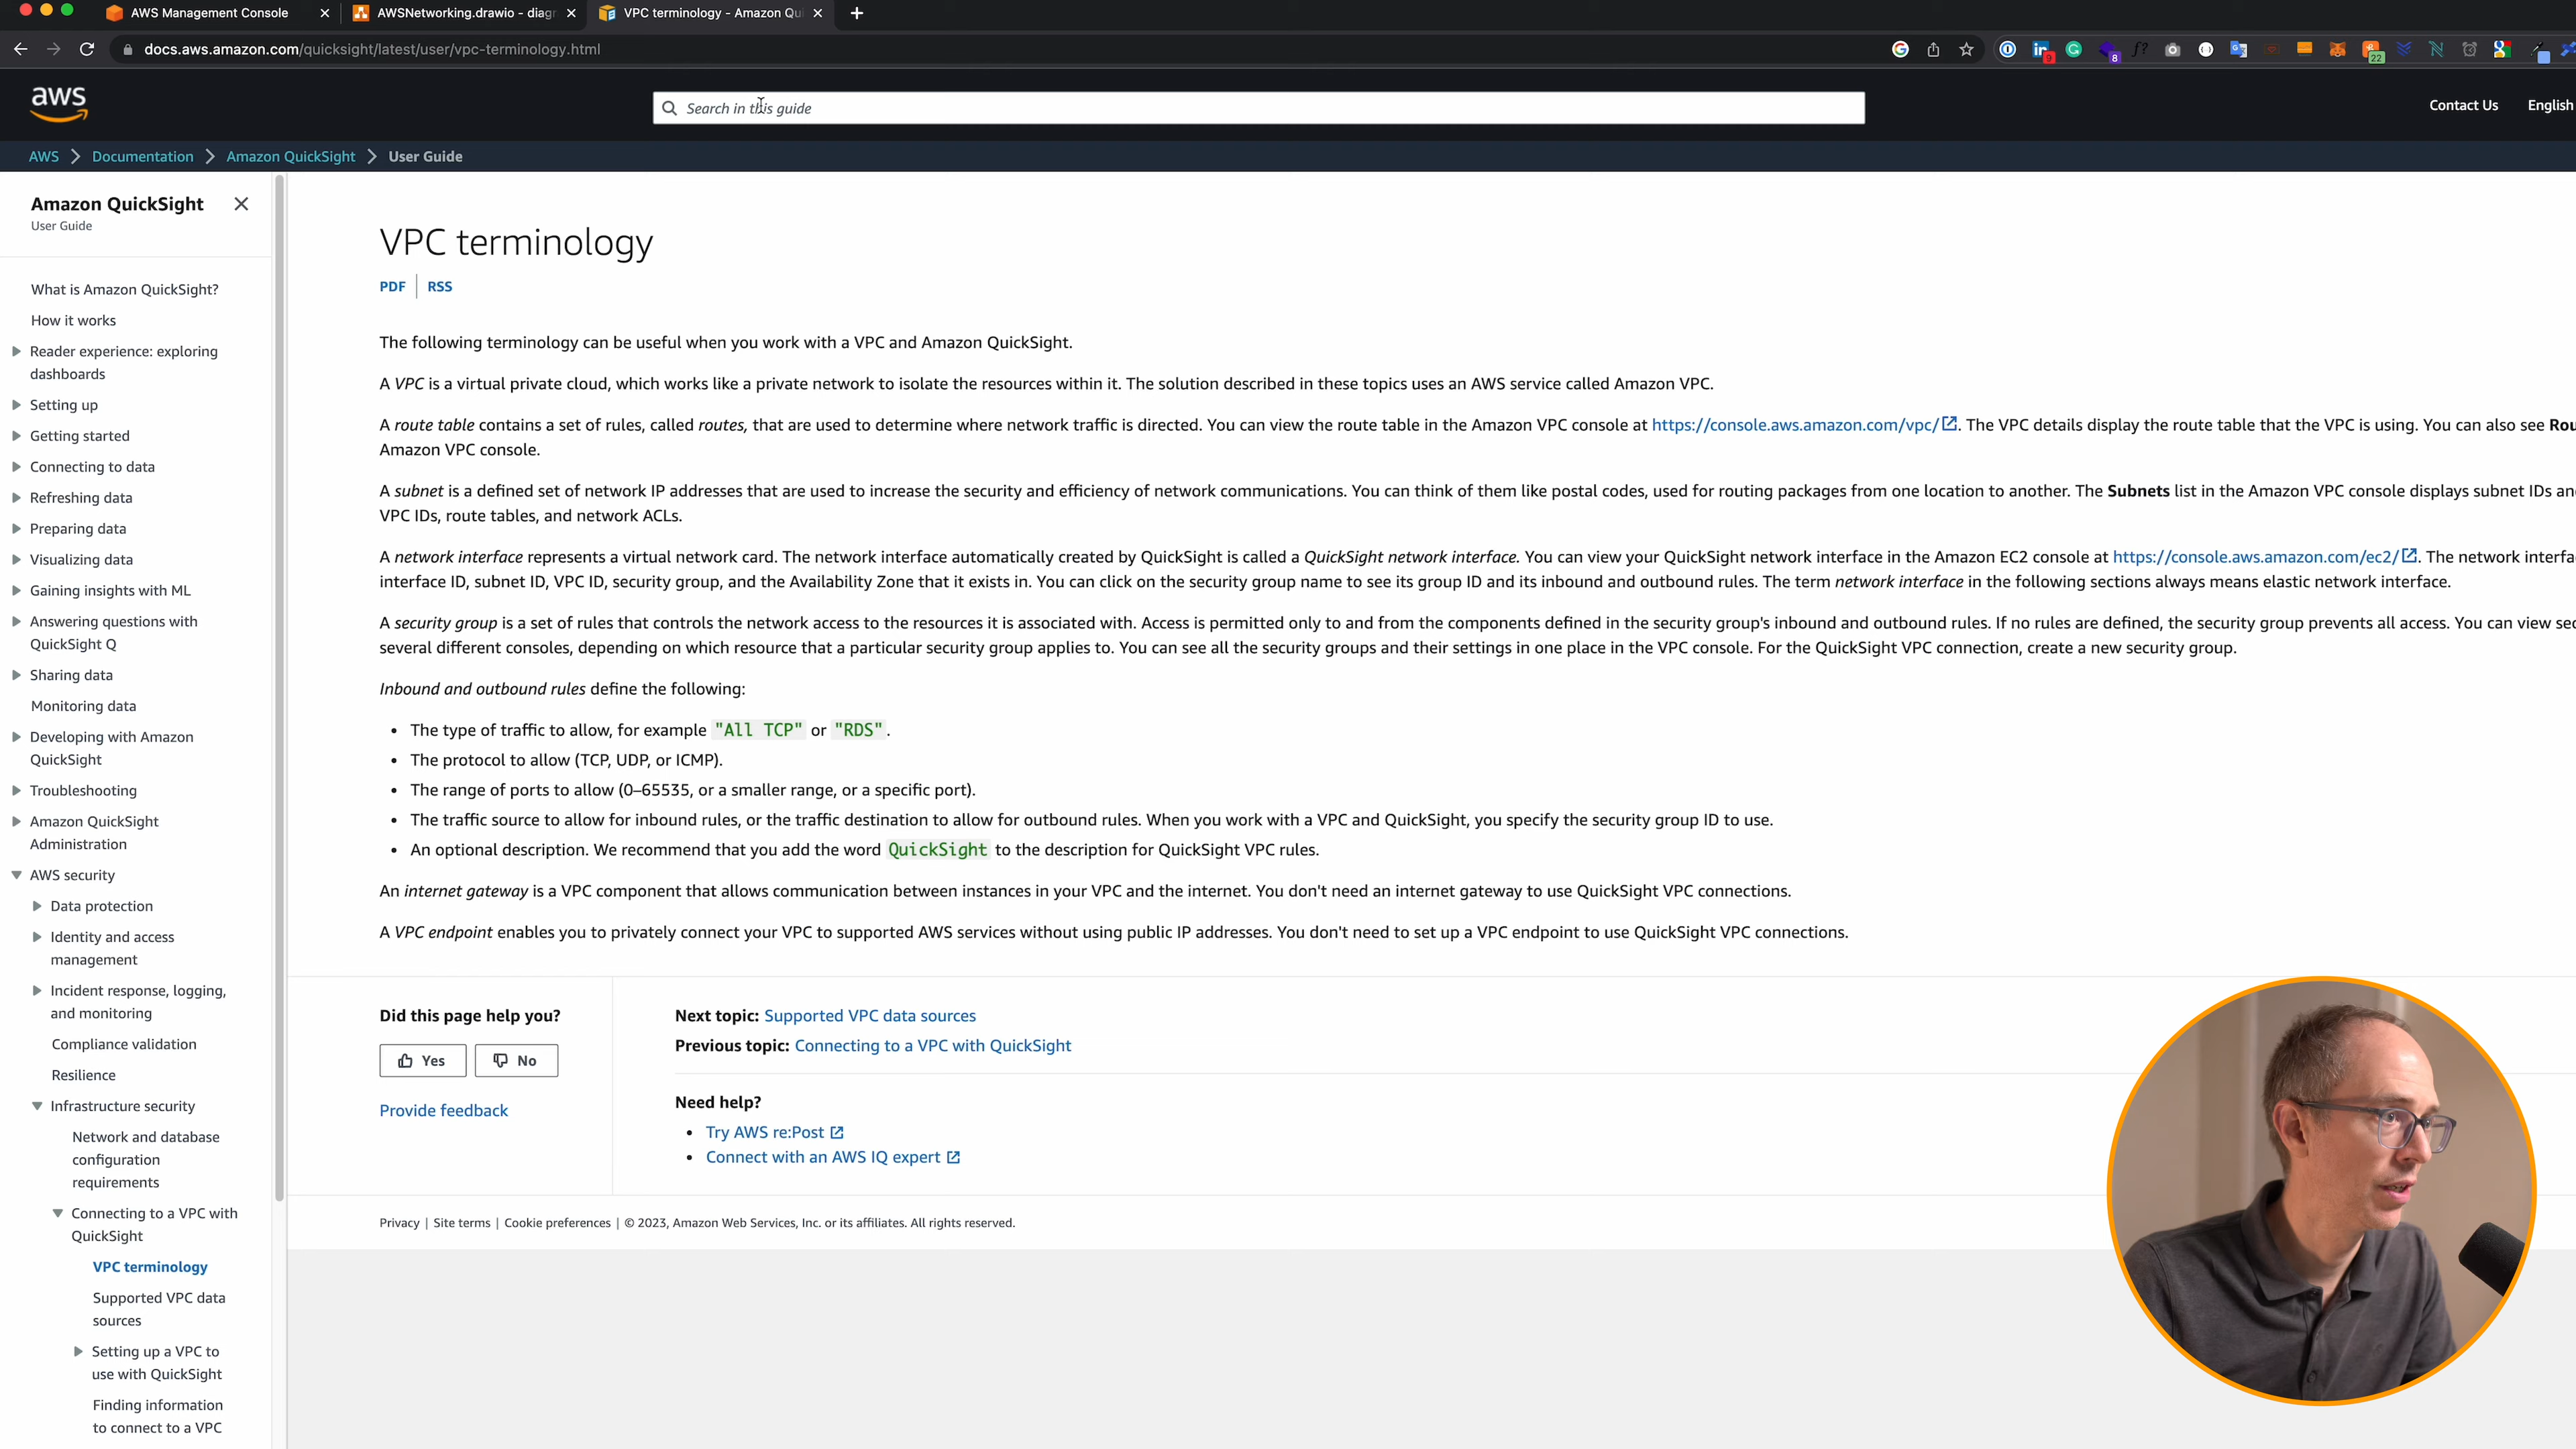 AWS Management Console
AWSNetworking.drawio - diagr
VPC terminology - Amazon Qu
docs.aws.amazon.com/quicksight/latest/user/vpc-terminology.html
9
8
22
aws
Search in this guide
Contact Us
English
AWS
Documentation
Amazon QuickSight
User Guide
Amazon QuickSight
User Guide
What is Amazon QuickSight?
How it works
Reader experience: exploring
dashboards
Setting up
Getting started
Connecting to data
Refreshing data
Preparing data
Visualizing data
Gaining insights with ML
Answering questions with
QuickSight Q
Sharing data
Monitoring data
Developing with Amazon
QuickSight
Troubleshooting
Amazon QuickSight
Administration
AWS security
Data protection
Identity and access
management
Incident response, logging,
and monitoring
Compliance validation
Resilience
Infrastructure security
Network and database
configuration
requirements
Connecting to a VPC with
QuickSight
VPC terminology
Supported VPC data
sources
Setting up a VPC to
use with QuickSight
Finding information
to connect to a VPC
VPC terminology
PDF | RSS
The following terminology can be useful when you work with a VPC and Amazon QuickSight.
A VPC is a virtual private cloud, which works like a private network to isolate the resources within it. The solution described in these topics uses an AWS service called Amazon VPC.
A route table contains a set of rules, called routes, that are used to determine where network traffic is directed. You can view the route table in the Amazon VPC console at https://console.aws.amazon.com/vpc/. The VPC details display the route table that the VPC is using. You can also see Rou
Amazon VPC console.
A subnet is a defined set of network IP addresses that are used to increase the security and efficiency of network communications. You can think of them like postal codes, used for routing packages from one location to another. The Subnets list in the Amazon VPC console displays subnet IDs an
VPC IDs, route tables, and network ACLs.
A network interface represents a virtual network card. The network interface automatically created by QuickSight is called a QuickSight network interface. You can view your QuickSight network interface in the Amazon EC2 console at https://console.aws.amazon.com/ec2/. The network interfac
interface ID, subnet ID, VPC ID, security group, and the Availability Zone that it exists in. You can click on the security group name to see its group ID and its inbound and outbound rules. The term network interface in the following sections always means elastic network interface.
A security group is a set of rules that controls the network access to the resources it is associated with. Access is permitted only to and from the components defined in the security group's inbound and outbound rules. If no rules are defined, the security group prevents all access. You can view sec
several different consoles, depending on which resource that a particular security group applies to. You can see all the security groups and their settings in one place in the VPC console. For the QuickSight VPC connection, create a new security group.
Inbound and outbound rules define the following:
• The type of traffic to allow, for example "All TCP" or "RDS".
• The protocol to allow (TCP, UDP, or ICMP).
• The range of ports to allow (0–65535, or a smaller range, or a specific port).
• The traffic source to allow for inbound rules, or the traffic destination to allow for outbound rules. When you work with a VPC and QuickSight, you specify the security group ID to use.
• An optional description. We recommend that you add the word QuickSight to the description for QuickSight VPC rules.
An internet gateway is a VPC component that allows communication between instances in your VPC and the internet. You don't need an internet gateway to use QuickSight VPC connections.
A VPC endpoint enables you to privately connect your VPC to supported AWS services without using public IP addresses. You don't need to set up a VPC endpoint to use QuickSight VPC connections.
Did this page help you?
Yes
No
Provide feedback
Next topic: Supported VPC data sources
Previous topic: Connecting to a VPC with QuickSight
Need help?
• Try AWS re:Post
• Connect with an AWS IQ expert
Privacy | Site terms | Cookie preferences | © 2023, Amazon Web Services, Inc. or its affiliates. All rights reserved.